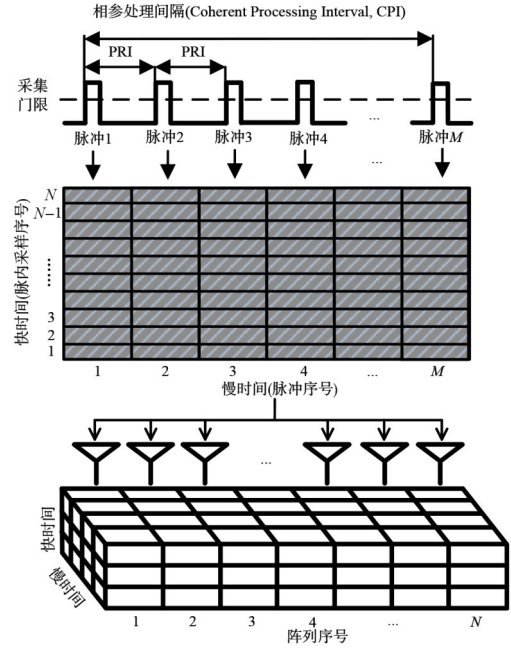 相参处理间隔(Coherent Processing Interval, CPI)
PRI PRI
采集
门限
脉冲1 脉冲2 脉冲3 脉冲4 ... 脉冲M
...
快时间(脉内采样序号)
N
N−1
......
3
2
1
1 2 3 4 ... M
慢时间(脉冲序号)
...
快时间
慢时间
1 2 3 4 ... N
阵列序号